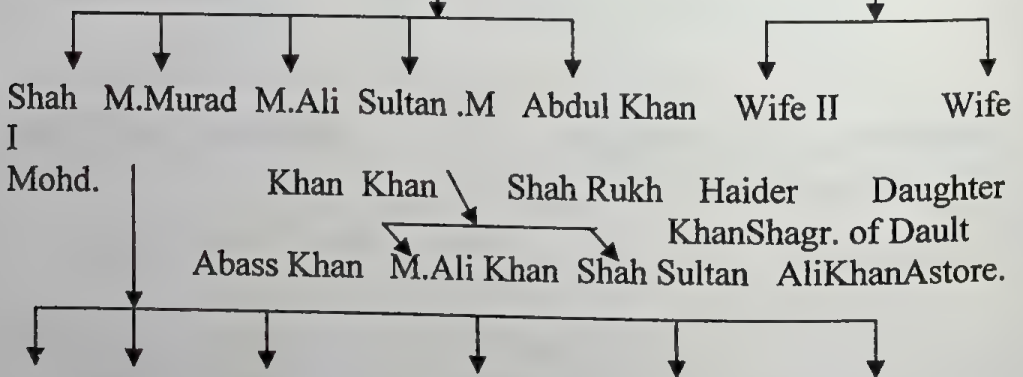 Shah M.Murad M.Ali Sultan .M Abdul Khan Wife II Wife
I
Mohd. Khan Khan Shah Rukh Haider Daughter
KhanShagr. of Dault
Abass Khan M.Ali Khan Shah Sultan AliKhanAstore.